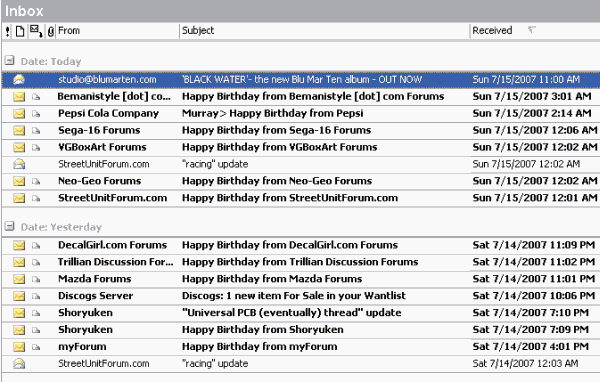 Inbox
! From Subject Received
Date: Today
studio@blumarten.com 'BLACK WATER'- the new Blu Mar Ten album - OUT NOW Sun 7/15/2007 11:00 AM
Bemanistyle [dot] co... Happy Birthday from Bemanistyle [dot] com Forums Sun 7/15/2007 3:01 AM
Pepsi Cola Company Murray> Happy Birthday from Pepsi Sun 7/15/2007 2:14 AM
Sega-16 Forums Happy Birthday from Sega-16 Forums Sun 7/15/2007 12:06 AM
VGBoxArt Forums Happy Birthday from VGBoxArt Forums Sun 7/15/2007 12:02 AM
StreetUnitForum.com "racing" update Sun 7/15/2007 12:02 AM
Neo-Geo Forums Happy Birthday from Neo-Geo Forums Sun 7/15/2007 12:02 AM
StreetUnitForum.com Happy Birthday from StreetUnitForum.com Sun 7/15/2007 12:01 AM
Date: Yesterday
DecalGirl.com Forums Happy Birthday from DecalGirl.com Forums Sat 7/14/2007 11:09 PM
Trillian Discussion For... Happy Birthday from Trillian Discussion Forums Sat 7/14/2007 11:02 PM
Mazda Forums Happy Birthday from Mazda Forums Sat 7/14/2007 11:01 PM
Discogs Server Discogs: 1 new item For Sale in your Wantlist Sat 7/14/2007 10:06 PM
Shoryuken "Universal PCB (eventually) thread" update Sat 7/14/2007 7:10 PM
Shoryuken Happy Birthday from Shoryuken Sat 7/14/2007 7:09 PM
myForum Happy Birthday from myForum Sat 7/14/2007 4:01 PM
StreetUnitForum.com "racing" update Sat 7/14/2007 12:03 AM